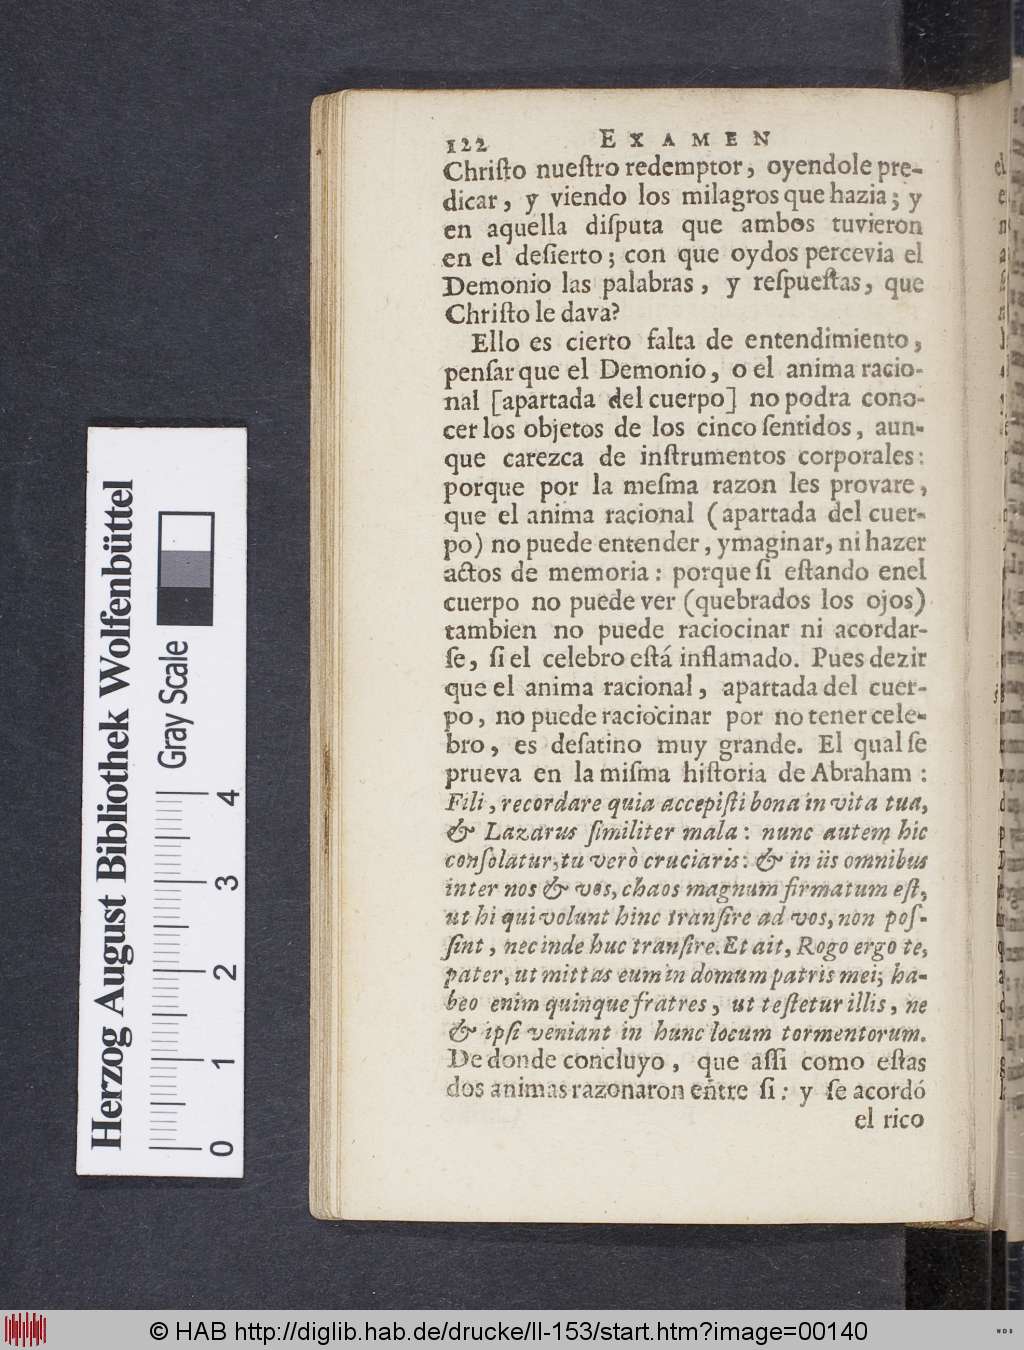 122 EXAMEN
Chriſto nueſtro redemptor, oyendole pre-
dicar, y viendo los milagros que hazia; y
en aquella diſputa que ambos tuvieron
en el deſierto; con que oydos percevia el
Demonio las palabras, y reſpueſtas, que
Chriſto le dava?
Ello es cierto falta de entendimiento,
penſar que el Demonio, o el anima racio-
nal [apartada del cuerpo] no podra cono-
cer los objetos de los cinco ſentidos, aun-
que carezca de inſtrumentos corporales:
porque por la meſma razon les provare,
que el anima racional (apartada del cuer-
po) no puede entender, ymaginar, ni hazer
actos de memoria: porque ſi eſtando enel
cuerpo no puede ver (quebrados los ojos)
tambien no puede raciocinar ni acordar-
ſe, ſi el celebro eſtá inflamado. Pues dezir
que el anima racional, apartada del cuer-
po, no puede raciocinar por no tener cele-
bro, es deſatino muy grande. El qual ſe
prueva en la miſma hiſtoria de Abraham:
Fili, recordare quia accepiſti bona in vita tua,
& Lazarus ſimiliter mala: nunc autem hic
conſolatur, tu verò cruciaris: & in iis omnibus
inter nos & vos, chaos magnum firmatum eſt,
ut hi qui volunt hinc tranſire ad vos, non poſ-
ſint, nec inde huc tranſire. Et ait, Rogo ergo te,
pater, ut mittas eum in domum patris mei; ha-
beo enim quinque fratres, ut teſtetur illis, ne
& ipſi veniant in hunc locum tormentorum.
De donde concluyo, que aſſi como eſtas
dos animas razonaron entre ſi: y ſe acordó
el rico
Herzog August Bibliothek Wolfenbüttel
Gray Scale
0 1 2 3 4
© HAB http://diglib.hab.de/drucke/ll-153/start.htm?image=00140